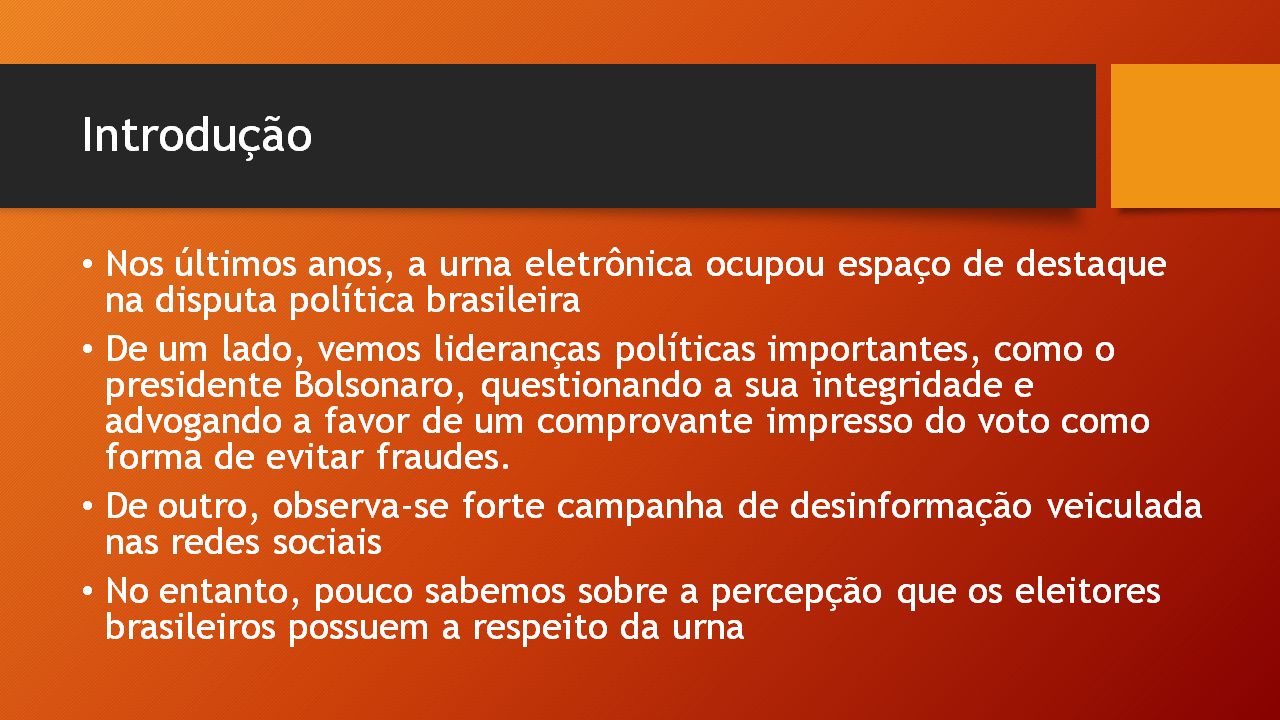 Introdução
• Nos últimos anos, a urna eletrônica ocupou espaço de destaque
na disputa política brasileira
• De um lado, vemos lideranças políticas importantes, como o
presidente Bolsonaro, questionando a sua integridade e
advogando a favor de um comprovante impresso do voto como
forma de evitar fraudes.
• De outro, observa-se forte campanha de desinformação veiculada
nas redes sociais
• No entanto, pouco sabemos sobre a percepção que os eleitores
brasileiros possuem a respeito da urna